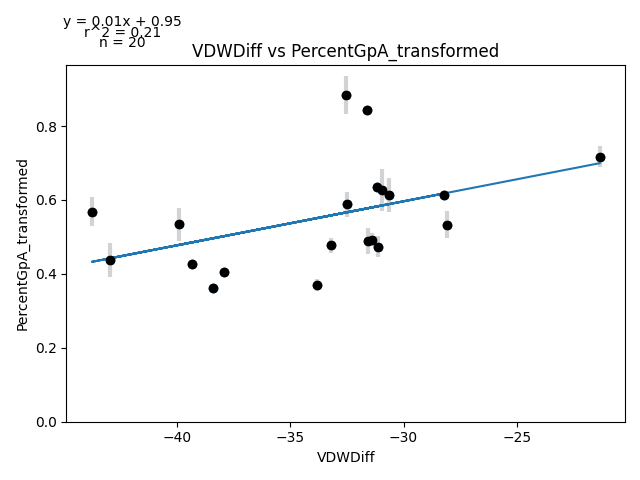 y = 0.01x + 0.95
r^2 = 0.21
n = 20
VDWDiff vs PercentGpA_transformed
PercentGpA_transformed
0.8
0.6
0.4
0.2
0.0
−40
−35
−30
−25
VDWDiff